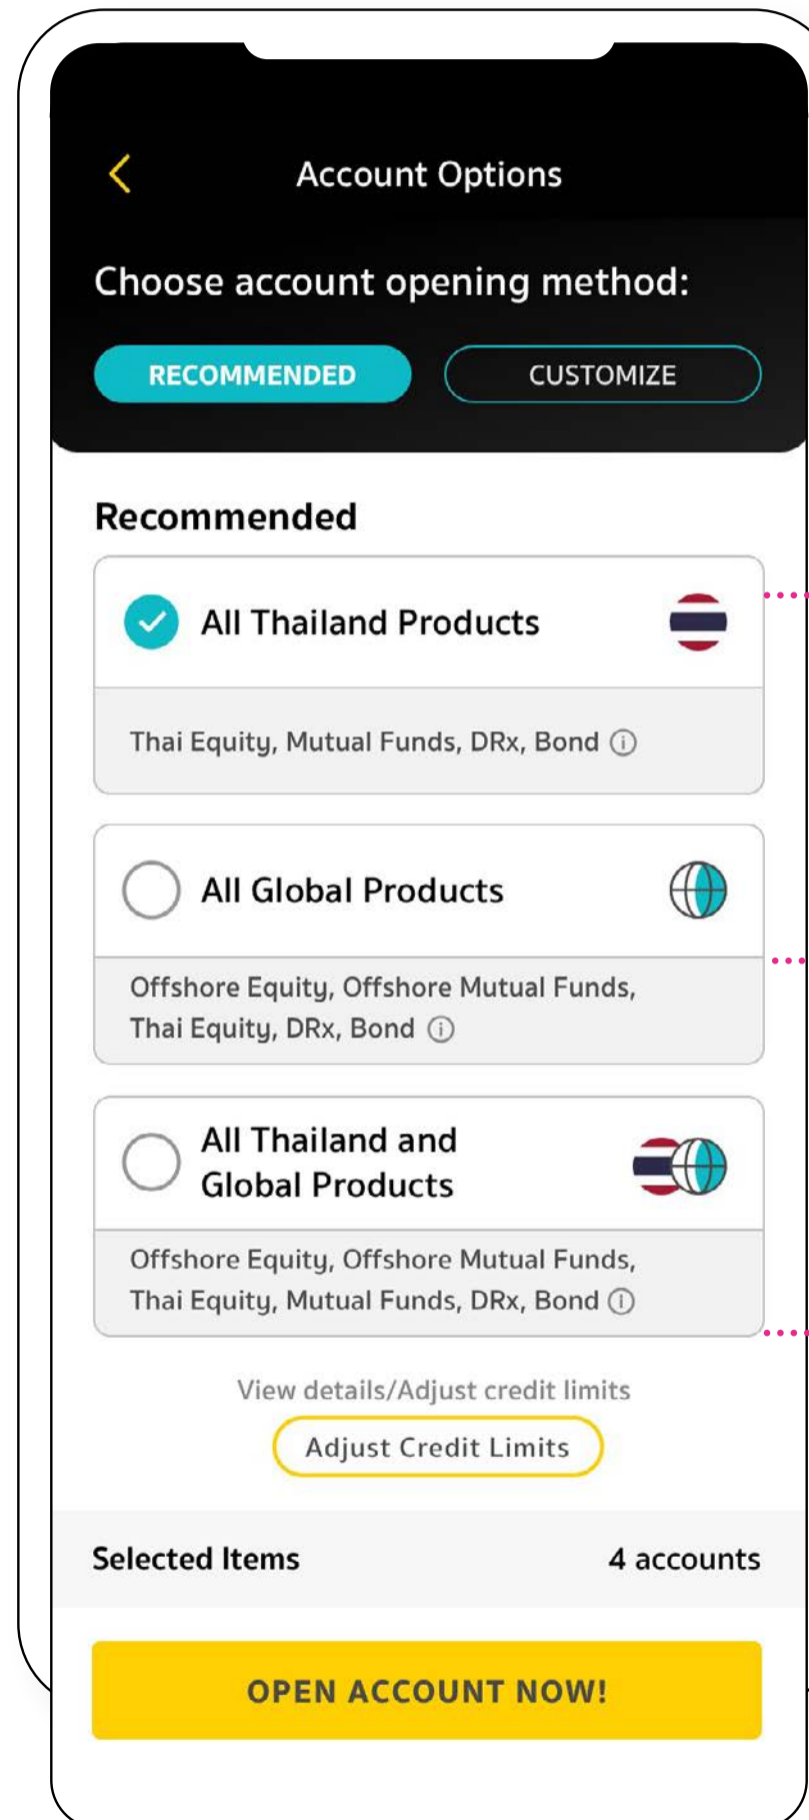 Account Options
Choose account opening method:
RECOMMENDED
CUSTOMIZE
Recommended
All Thailand Products
Thai Equity, Mutual Funds, DRx, Bond
All Global Products
Offshore Equity, Offshore Mutual Funds,
Thai Equity, DRx, Bond
All Thailand and
Global Products
Offshore Equity, Offshore Mutual Funds,
Thai Equity, Mutual Funds, DRx, Bond
View details/Adjust credit limits
Adjust Credit Limits
Selected Items
4 accounts
OPEN ACCOUNT NOW!